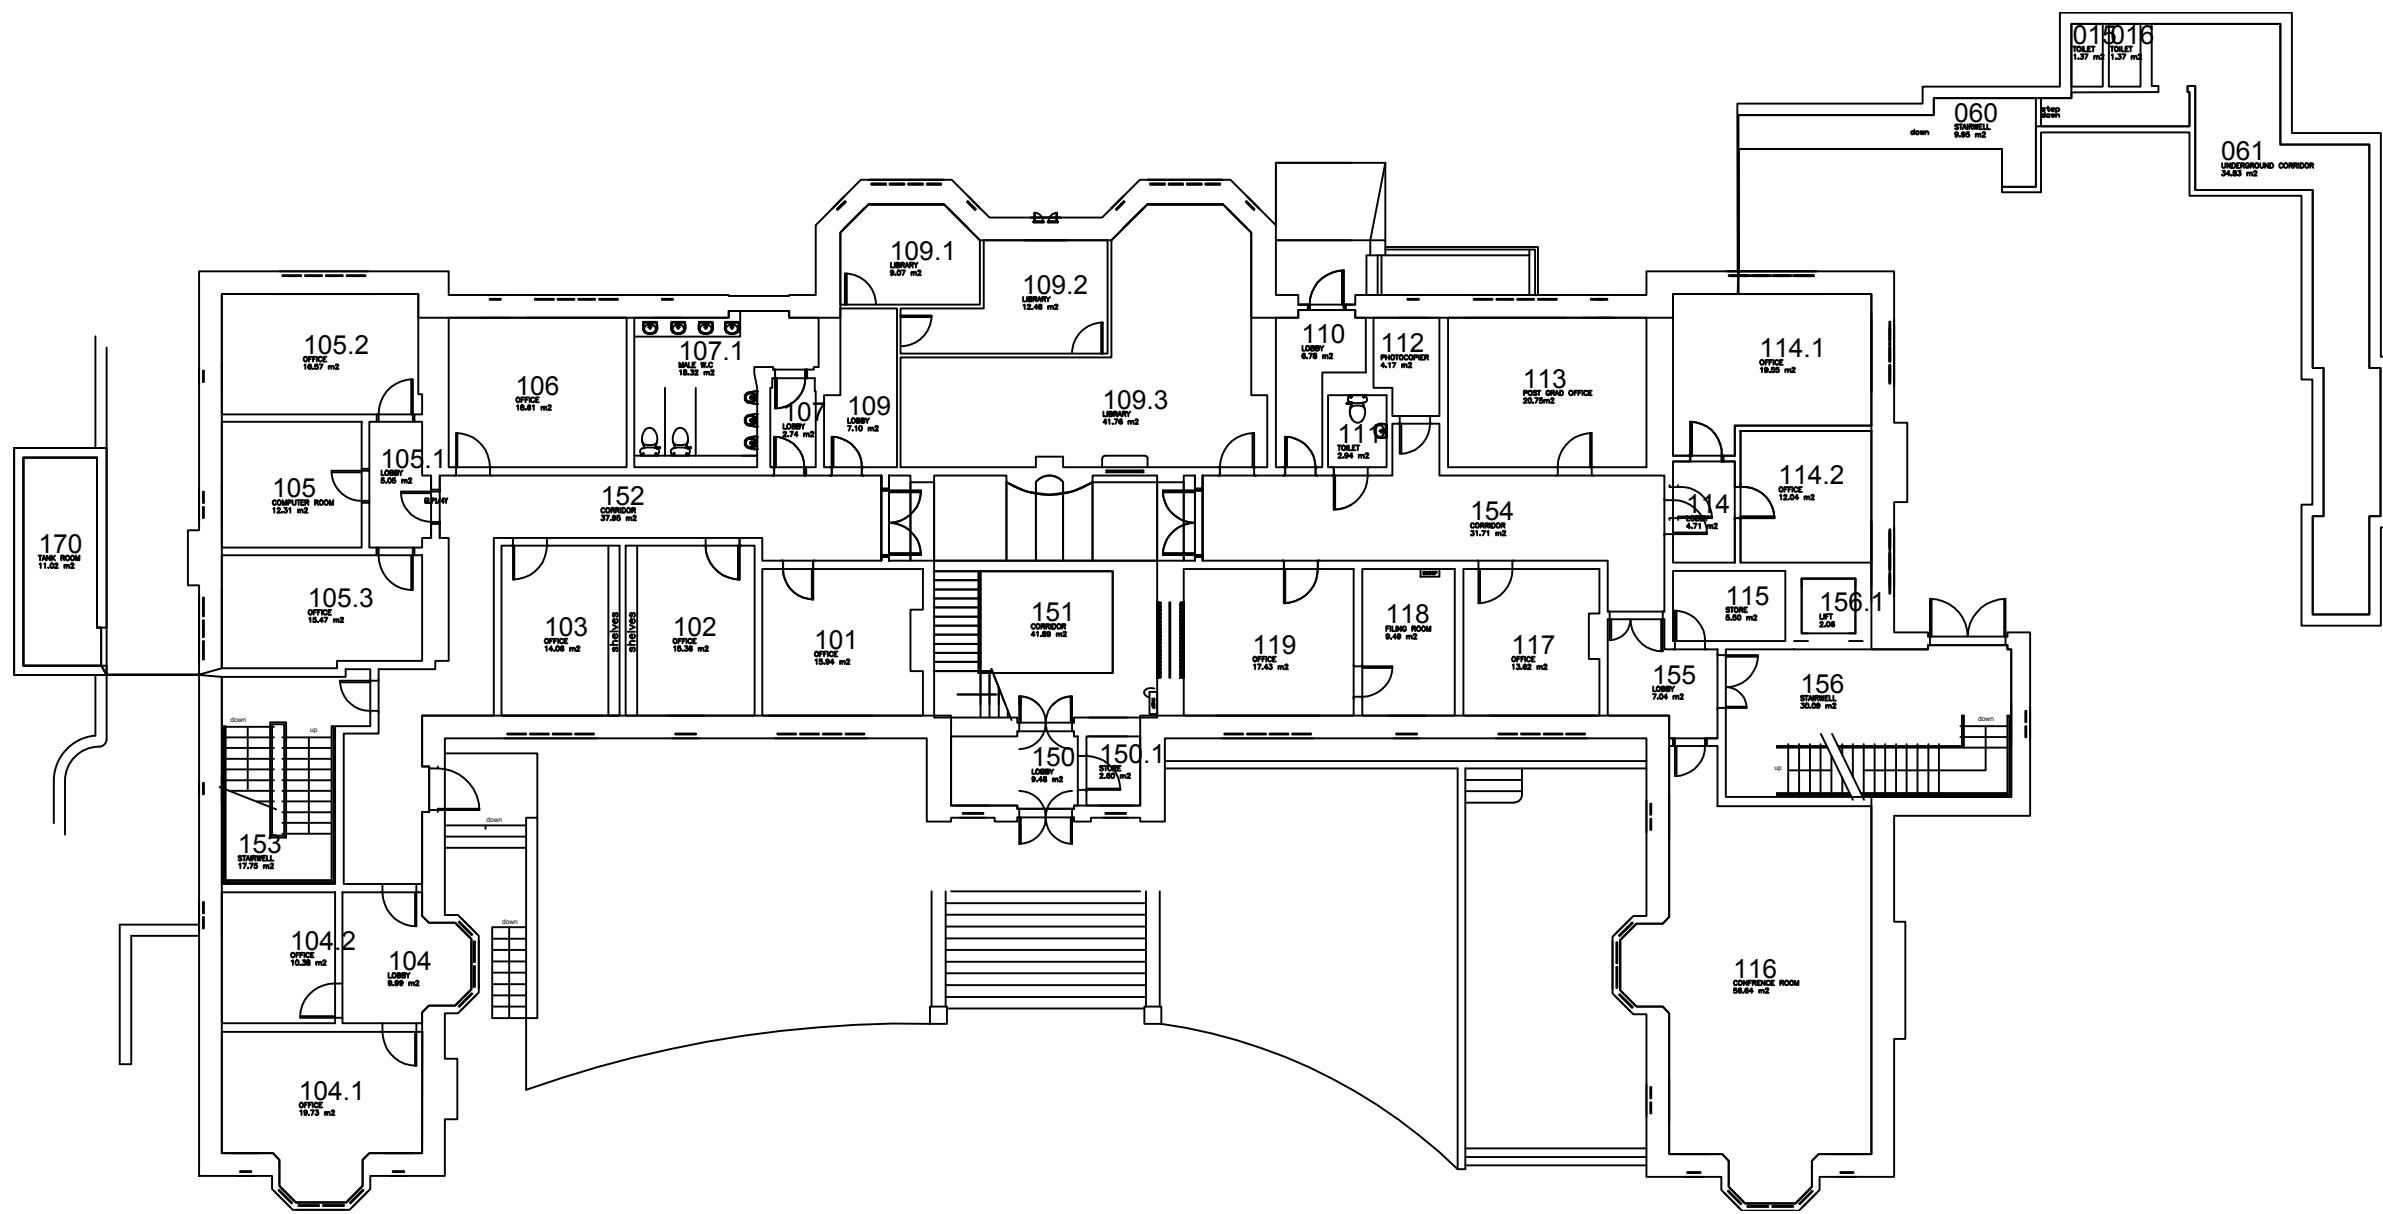 015
TOILET
1.37 m2
016
TOILET
1.37 m2
060
STAIRWELL
9.95 m2
step
down
down
061
UNDERGROUND CORRIDOR
34.83 m2
109.1
LIBRARY
9.07 m2
109.2
LIBRARY
12.46 m2
105.2
OFFICE
16.57 m2
106
OFFICE
107.1
MALE W.C
18.32 m2
107
LOBBY
2.74 m2
109
LOBBY
7.10 m2
109.3
LIBRARY
41.76 m2
110
LOBBY
6.78 m2
112
PHOTOCOPIER
4.17 m2
111
TOILET
2.94 m2
113
POST GRAD OFFICE
20.75m2
114.1
OFFICE
19.55 m2
105.1
LOBBY
5.05 m2
105
COMPUTER ROOM
12.31 m2
152
CORRIDOR
37.95 m2
154
CORRIDOR
31.71 m2
114
LOBBY
4.71 m2
114.2
OFFICE
12.04 m2
170
TANK ROOM
11.02 m2
105.3
OFFICE
15.47 m2
103
OFFICE
14.08 m2
shelves
shelves
102
OFFICE
15.36 m2
101
OFFICE
15.94 m2
151
CORRIDOR
41.89 m2
119
OFFICE
17.43 m2
118
FILING ROOM
9.49 m2
117
OFFICE
13.62 m2
115
STORE
5.50 m2
156.1
LIFT
2.08
155
LOBBY
7.04 m2
156
STAIRWELL
30.09 m2
down
up
down
up
150
LOBBY
9.48 m2
150.1
STORE
2.60 m2
153
STAIRWELL
17.75 m2
down
down
104.2
OFFICE
10.38 m2
104
LOBBY
9.99 m2
116
CONFRENCE ROOM
58.64 m2
104.1
OFFICE
19.73 m2